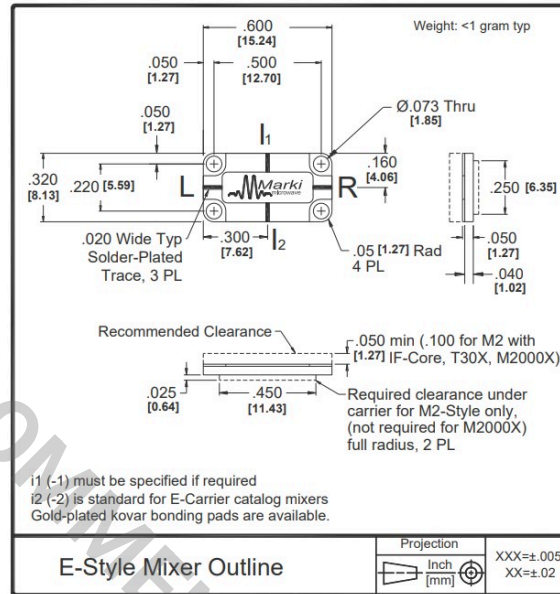 Weight: <1 gram typ
.600
[15.24]
.050
[1.27]
.500
[12.70]
.050
[1.27]
I1
Ø.073 Thru
[1.85]
.320
[8.13]
.220 [5.59]
L
Marki
microwave
R
.160
[4.06]
.250 [6.35]
.020 Wide Typ
Solder-Plated
Trace, 3 PL
.300
[7.62]
I2
.05 [1.27] Rad
4 PL
.050
[1.27]
.040
[1.02]
Recommended Clearance
.050 min (.100 for M2 with
[1.27] IF-Core, T30X, M2000X)
.025
[0.64]
.450
[11.43]
Required clearance under
carrier for M2-Style only,
(not required for M2000X)
full radius, 2 PL
i1 (-1) must be specified if required
i2 (-2) is standard for E-Carrier catalog mixers
Gold-plated kovar bonding pads are available.
E-Style Mixer Outline
Projection
Inch
[mm]
XXX=±.005
XX=±.02
OMME